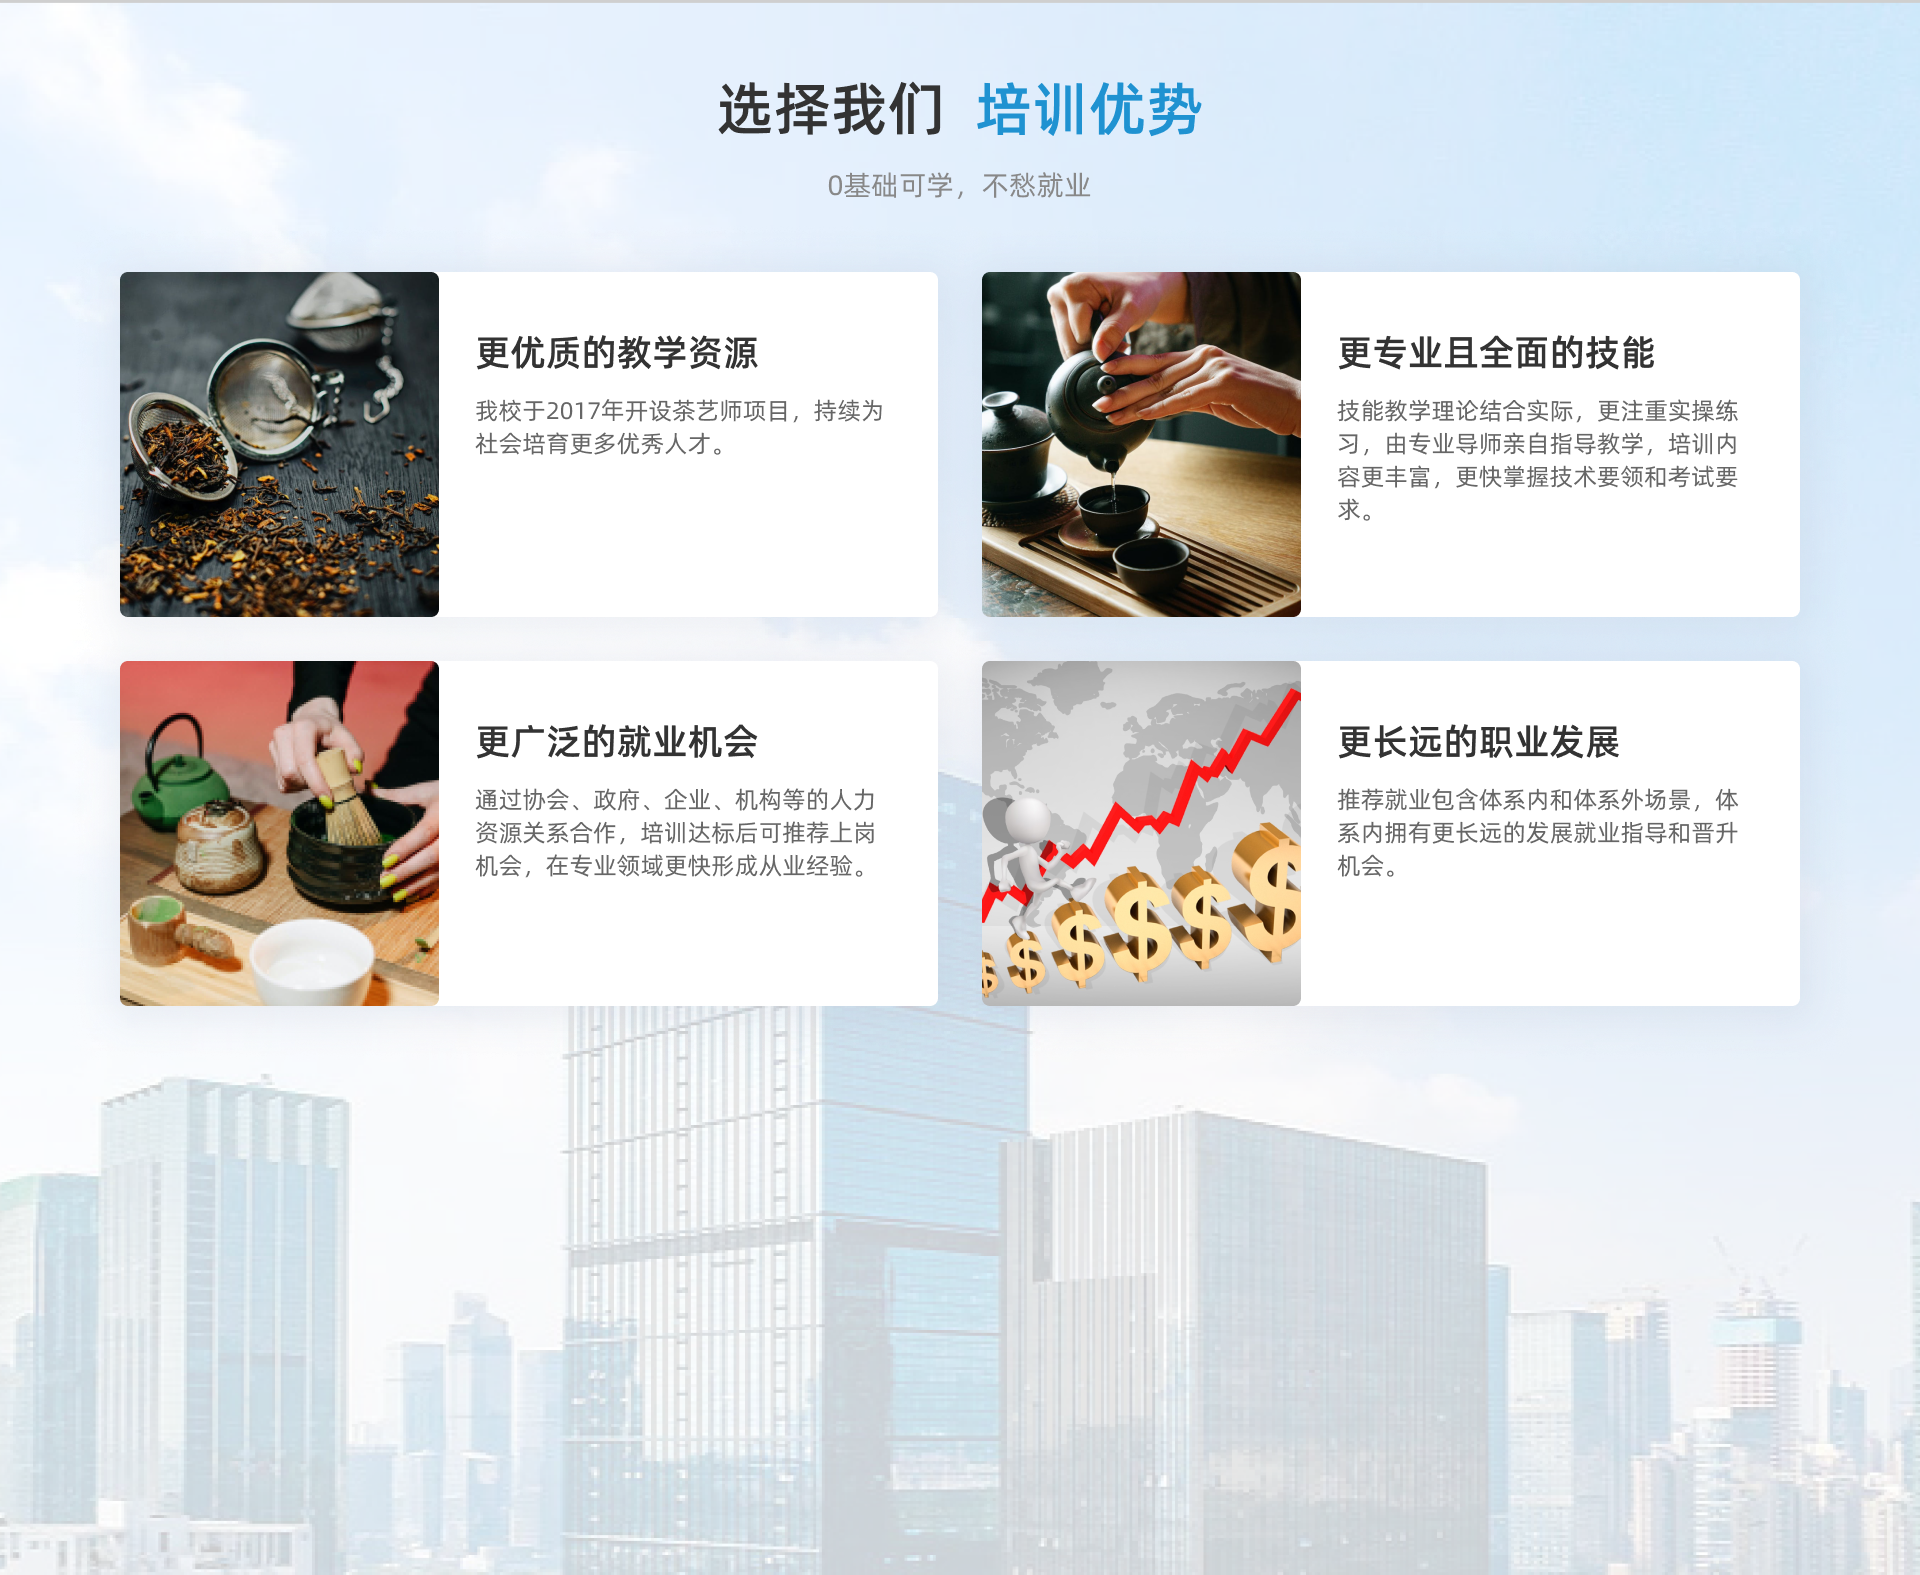 选择我们 培训优势
0基础可学，不愁就业
更优质的教学资源
我校于2017年开设茶艺师项目，持续为
社会培育更多优秀人才。
更专业且全面的技能
技能教学理论结合实际，更注重实操练
习，由专业导师亲自指导教学，培训内
容更丰富，更快掌握技术要领和考试要
求。
更广泛的就业机会
通过协会、政府、企业、机构等的人力
资源关系合作，培训达标后可推荐上岗
机会，在专业领域更快形成从业经验。
更长远的职业发展
推荐就业包含体系内和体系外场景，体
系内拥有更长远的发展就业指导和晋升
机会。